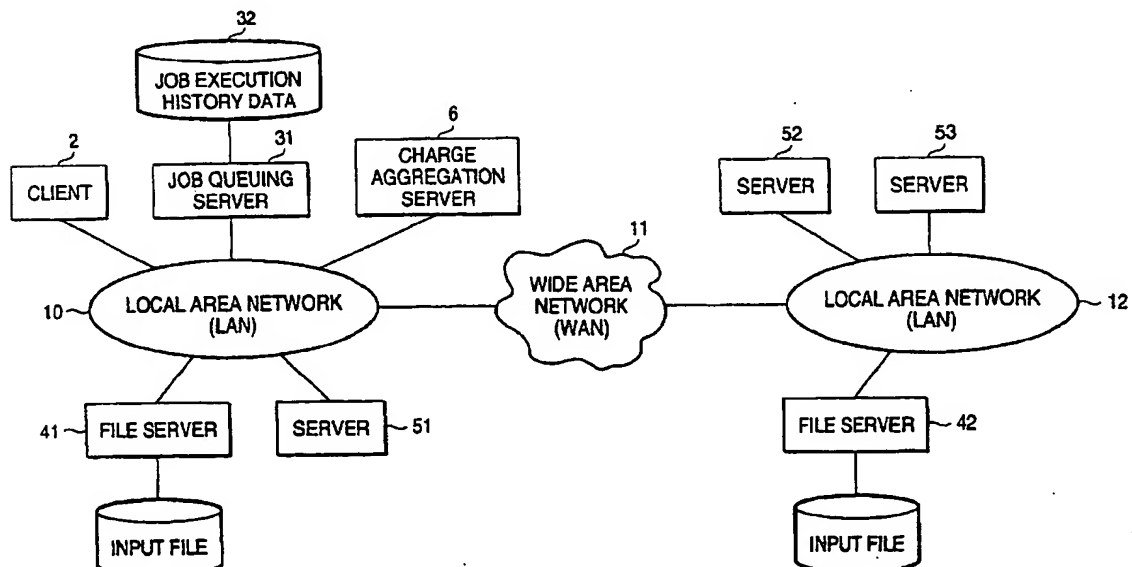 32
JOB EXECUTION
HISTORY DATA
2
CLIENT
31
JOB QUEUING
SERVER
6
CHARGE
AGGREGATION
SERVER
52
SERVER
53
SERVER
10
LOCAL AREA NETWORK
(LAN)
11
WIDE AREA
NETWORK
(WAN)
LOCAL AREA NETWORK
(LAN)
12
41
FILE SERVER
SERVER
51
FILE SERVER
42
INPUT FILE
INPUT FILE